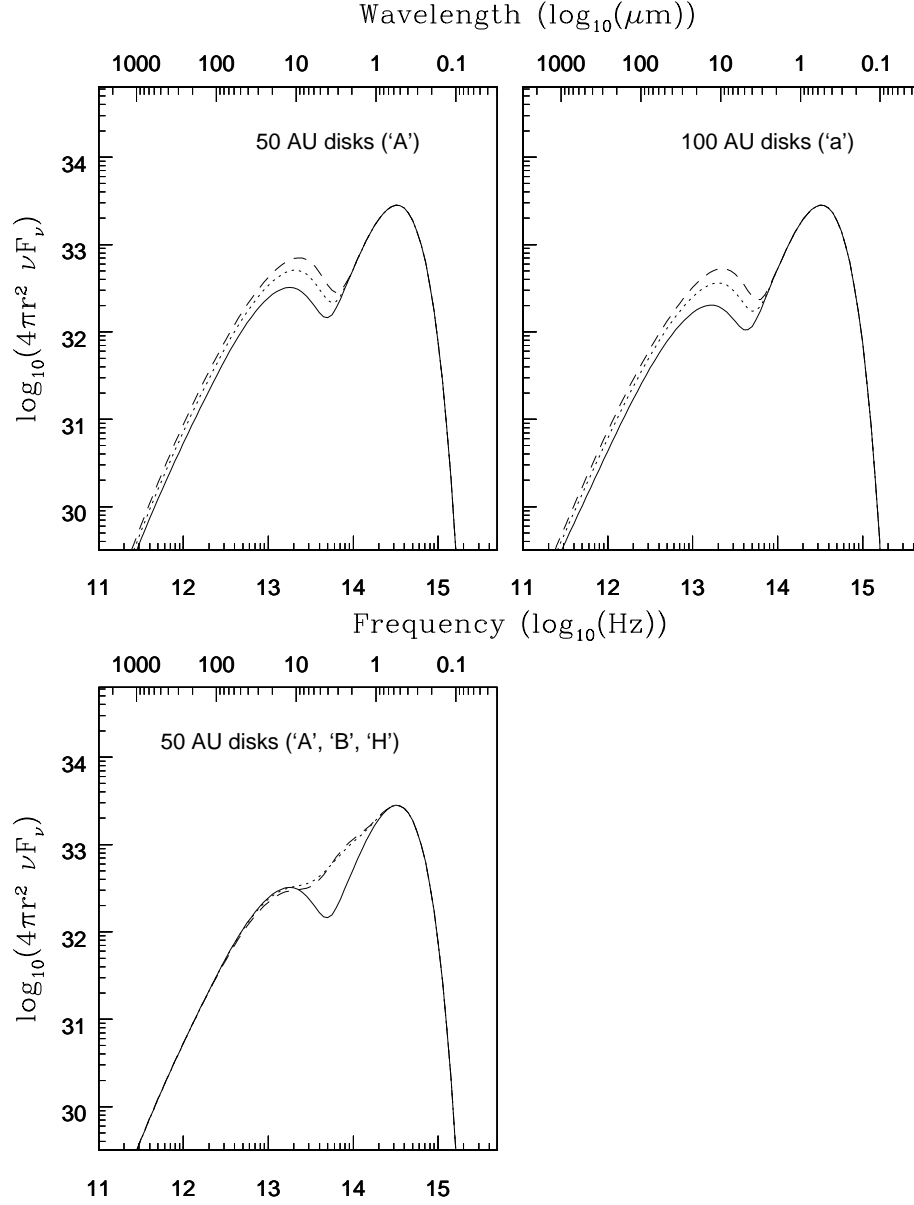 Wavelength (log₁₀(μm))
1000 100 10 1 0.1 1000 100 10 1 0.1
50 AU disks (‘A’) 100 AU disks (‘a’)
34
33
32
31
30
log₁₀(4πr² νFν)
11 12 13 14 15 11 12 13 14 15
Frequency (log₁₀(Hz))
1000 100 10 1 0.1
50 AU disks (‘A’, ‘B’, ‘H’)
34
33
32
31
30
log₁₀(4πr² νFν)
11 12 13 14 15